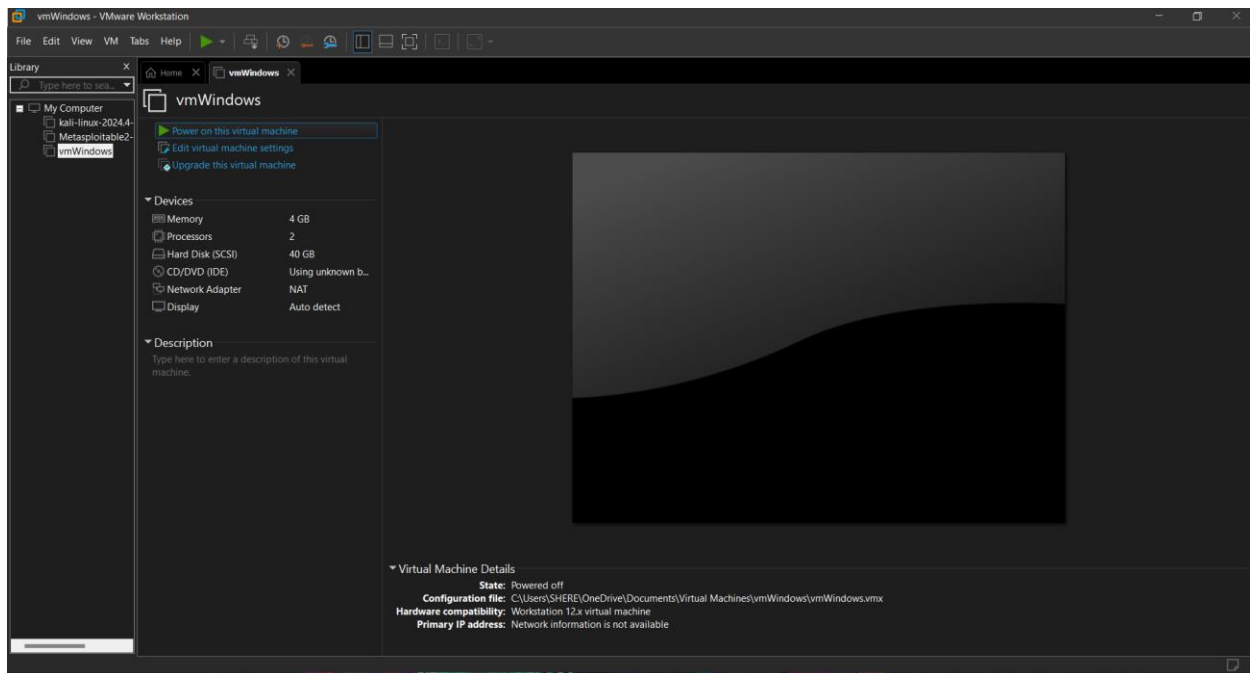 vmWindows - VMware Workstation
File Edit View VM Tabs Help
Library X
Type here to sea...
My Computer
kali-linux-2024.4-
Metasploitable2-
vmWindows
Home X vmWindows X
vmWindows
Power on this virtual machine
Edit virtual machine settings
Upgrade this virtual machine
Devices
Memory 4 GB
Processors 2
Hard Disk (SCSI) 40 GB
CD/DVD (IDE) Using unknown b...
Network Adapter NAT
Display Auto detect
Description
Type here to enter a description of this virtual
machine.
Virtual Machine Details
State: Powered off
Configuration file: C:\Users\SHERE\OneDrive\Documents\Virtual Machines\vmWindows\vmWindows.vmx
Hardware compatibility: Workstation 12.x virtual machine
Primary IP address: Network information is not available